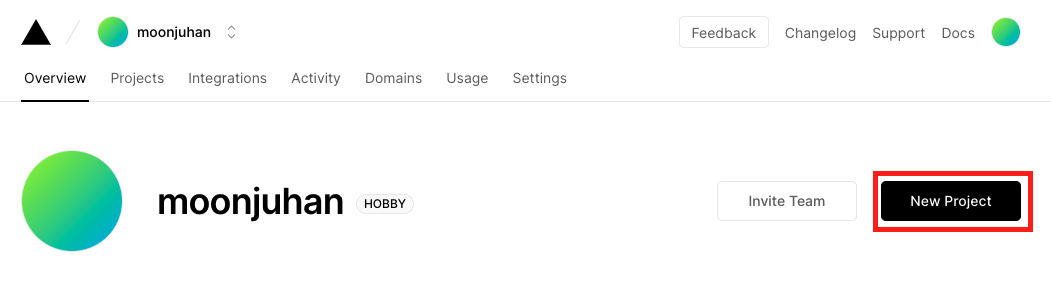 moonjuhan Feedback Changelog Support Docs
Overview Projects Integrations Activity Domains Usage Settings
moonjuhan HOBBY Invite Team New Project